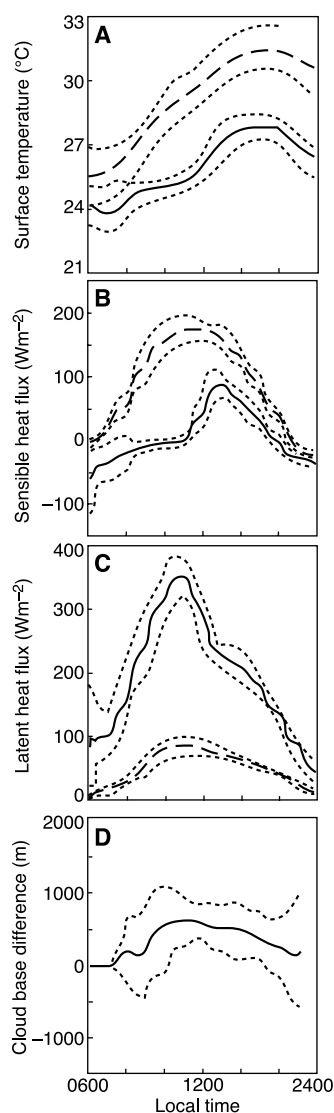 A
Surface temperature (°C)
33
30
27
24
21
B
Sensible heat flux (Wm−2)
200
100
0
−100
C
Latent heat flux (Wm−2)
400
300
200
100
0
D
Cloud base difference (m)
2000
1000
0
−1000
0600 1200 2400
Local time